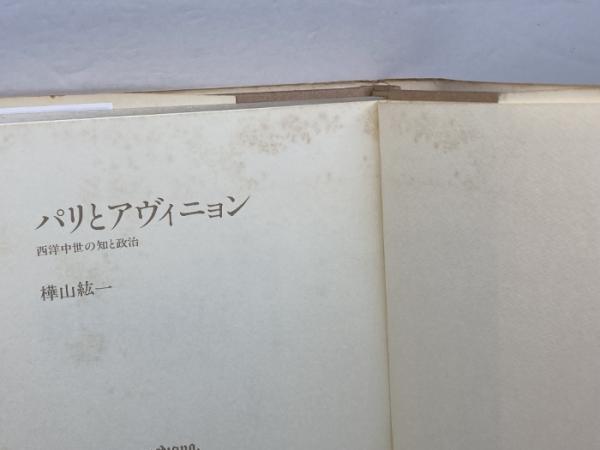 パリとアヴィニョン
西洋中世の知と政治
樺山紘一